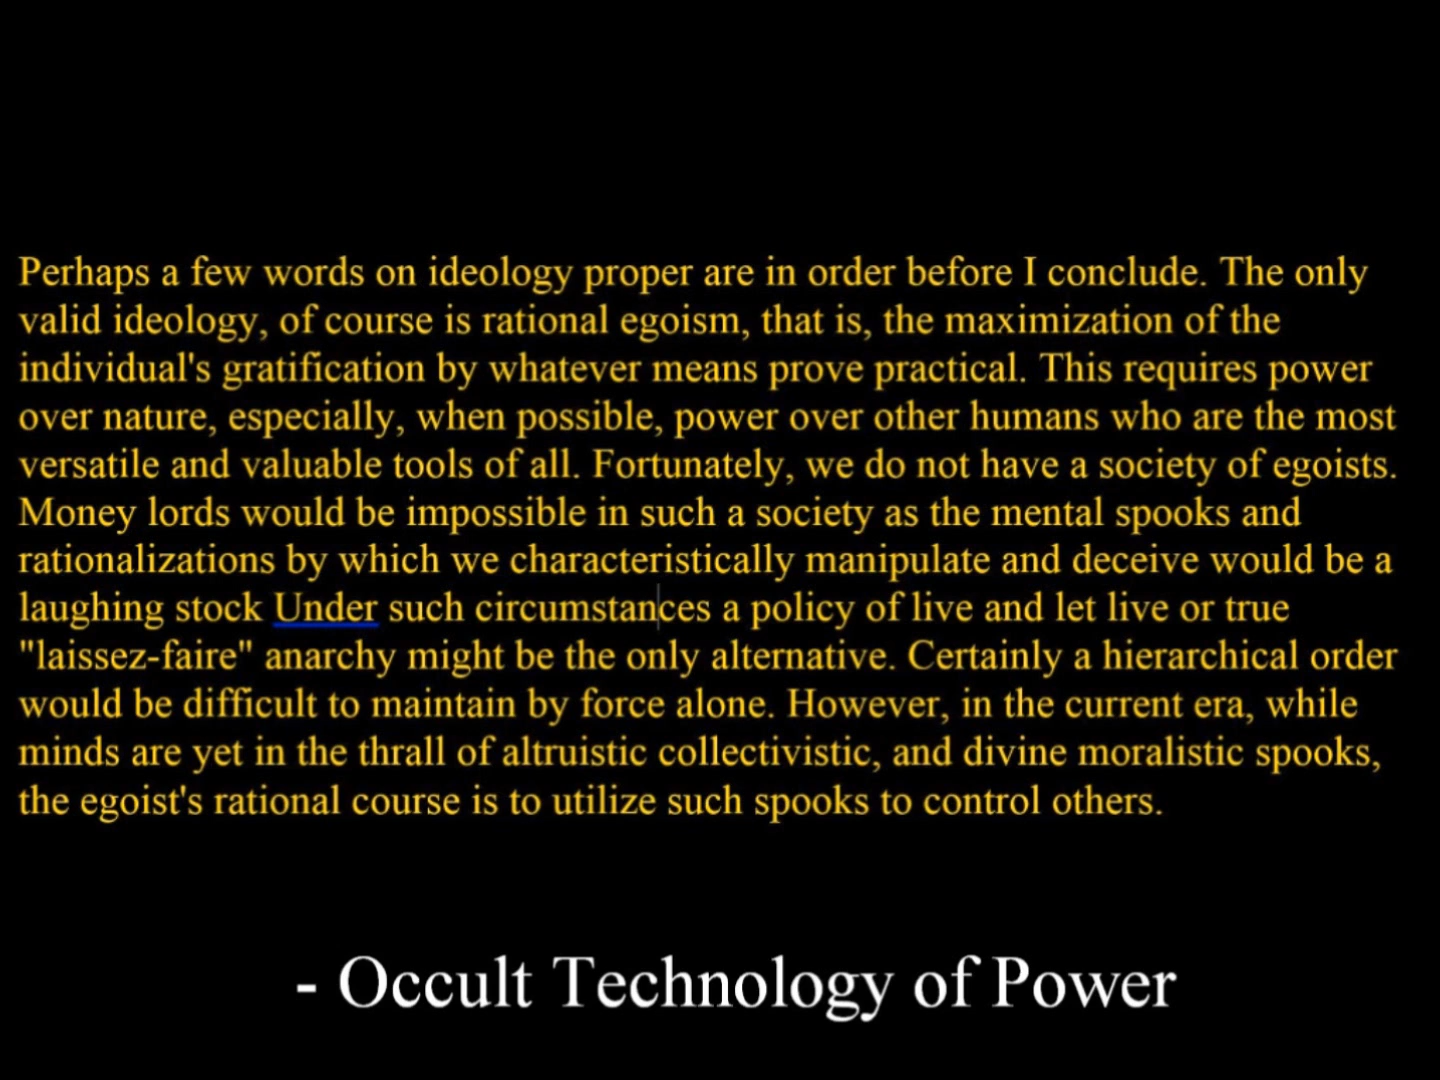 Perhaps a few words on ideology proper are in order before I conclude. The only
valid ideology, of course is rational egoism, that is, the maximization of the
individual's gratification by whatever means prove practical. This requires power
over nature, especially, when possible, power over other humans who are the most
versatile and valuable tools of all. Fortunately, we do not have a society of egoists.
Money lords would be impossible in such a society as the mental spooks and
rationalizations by which we characteristically manipulate and deceive would be a
laughing stock Under such circumstances a policy of live and let live or true
"laissez-faire" anarchy might be the only alternative. Certainly a hierarchical order
would be difficult to maintain by force alone. However, in the current era, while
minds are yet in the thrall of altruistic collectivistic, and divine moralistic spooks,
the egoist's rational course is to utilize such spooks to control others.
- Occult Technology of Power